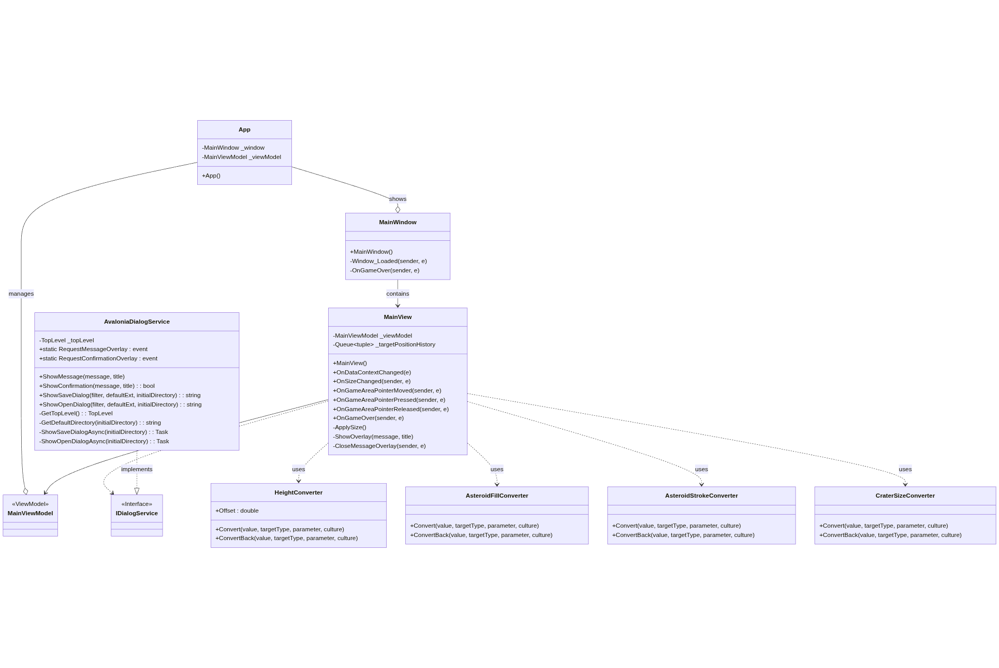 App
-MainWindow _window
-MainViewModel _viewModel
+App()
shows
MainWindow
+MainWindow()
-Window_Loaded(sender, e)
-OnGameOver(sender, e)
manages
contains
AvaloniaDialogService
-TopLevel _topLevel
+static RequestMessageOverlay : event
+static RequestConfirmationOverlay : event
+ShowMessage(message, title)
+ShowConfirmation(message, title) : : bool
+ShowSaveDialog(filter, defaultExt, initialDirectory) : : string
+ShowOpenDialog(filter, defaultExt, initialDirectory) : : string
-GetTopLevel() : : TopLevel
-GetDefaultDirectory(initialDirectory) : : string
-ShowSaveDialogAsync(initialDirectory) : : Task
-ShowOpenDialogAsync(initialDirectory) : : Task
MainView
-MainViewModel _viewModel
-Queue<tuple> _targetPositionHistory
+MainView()
+OnDataContextChanged(e)
+OnSizeChanged(sender, e)
+OnGameAreaPointerMoved(sender, e)
+OnGameAreaPointerPressed(sender, e)
+OnGameAreaPointerReleased(sender, e)
+OnGameOver(sender, e)
-ApplySize()
-ShowOverlay(message, title)
-CloseMessageOverlay(sender, e)
implements
uses
uses
uses
uses
«ViewModel»
MainViewModel
«Interface»
IDialogService
HeightConverter
+Offset : double
+Convert(value, targetType, parameter, culture)
+ConvertBack(value, targetType, parameter, culture)
AsteroidFillConverter
+Convert(value, targetType, parameter, culture)
+ConvertBack(value, targetType, parameter, culture)
AsteroidStrokeConverter
+Convert(value, targetType, parameter, culture)
+ConvertBack(value, targetType, parameter, culture)
CraterSizeConverter
+Convert(value, targetType, parameter, culture)
+ConvertBack(value, targetType, parameter, culture)